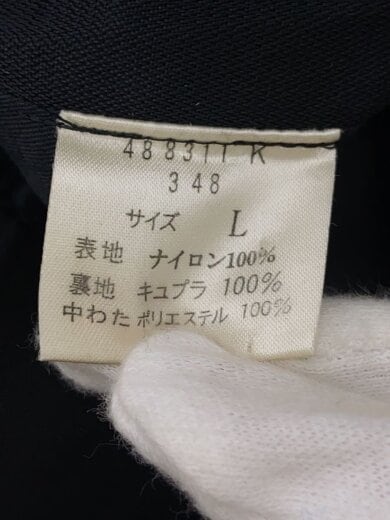 488311 K
348
サイズ L
表地 ナイロン100%
裏地 キュプラ 100%
中わた ポリエステル 100%